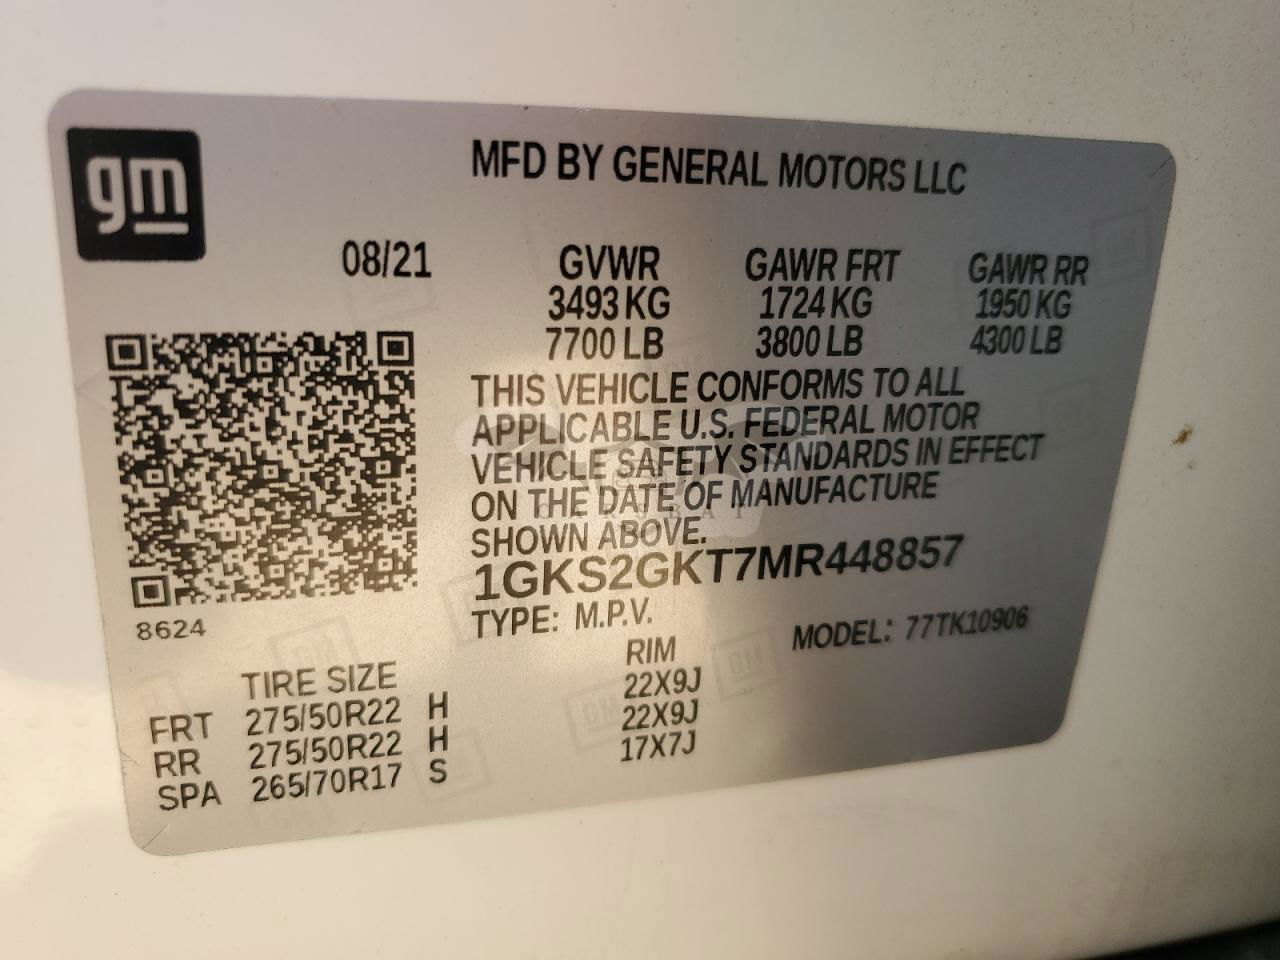 gm
MFD BY GENERAL MOTORS LLC
08/21
GVWR GAWR FRT GAWR RR
3493 KG 1724 KG 1950 KG
7700 LB 3800 LB 4300 LB
THIS VEHICLE CONFORMS TO ALL
APPLICABLE U.S. FEDERAL MOTOR
VEHICLE SAFETY STANDARDS IN EFFECT
ON THE DATE OF MANUFACTURE
SHOWN ABOVE.
1GKS2GKT7MR448857
8624
TYPE: M.P.V. MODEL: 77TK10906
TIRE SIZE RIM
FRT 275/50R22 H 22X9J
RR 275/50R22 H 22X9J
SPA 265/70R17 S 17X7J